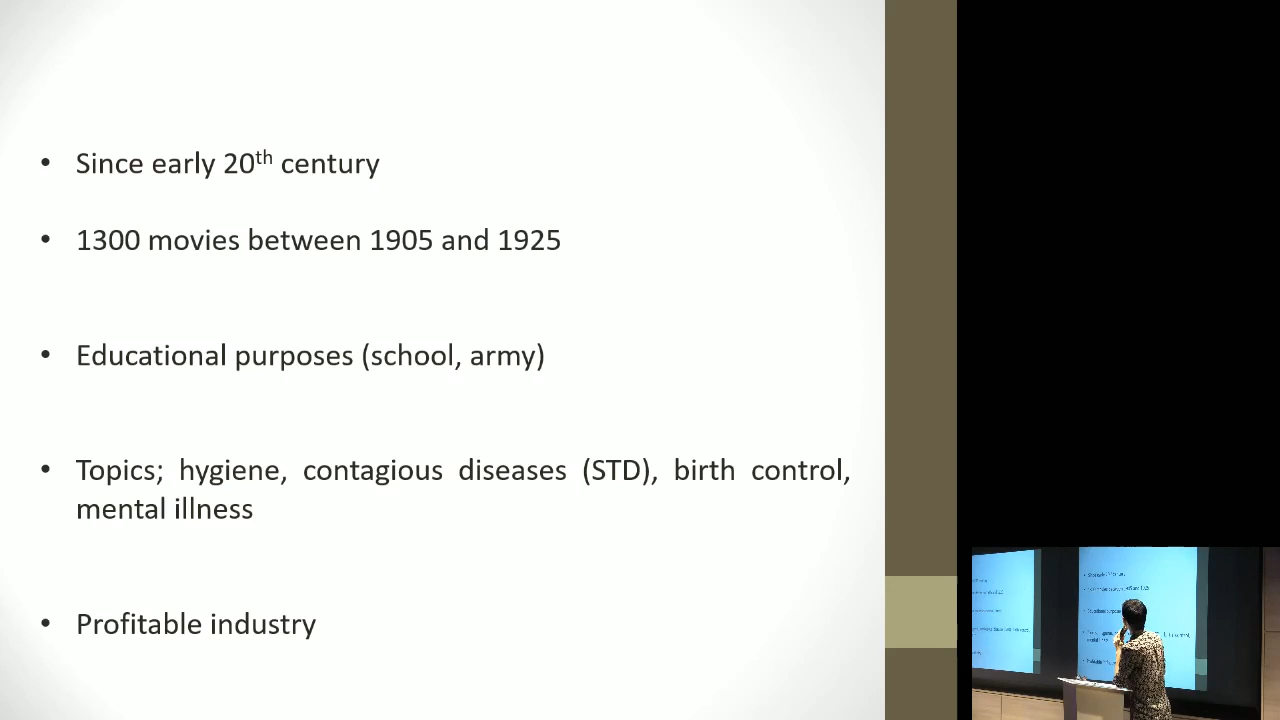 • Since early 20th century
• 1300 movies between 1905 and 1925
• Educational purposes (school, army)
• Topics; hygiene, contagious diseases (STD), birth control,
mental illness
• Profitable industry